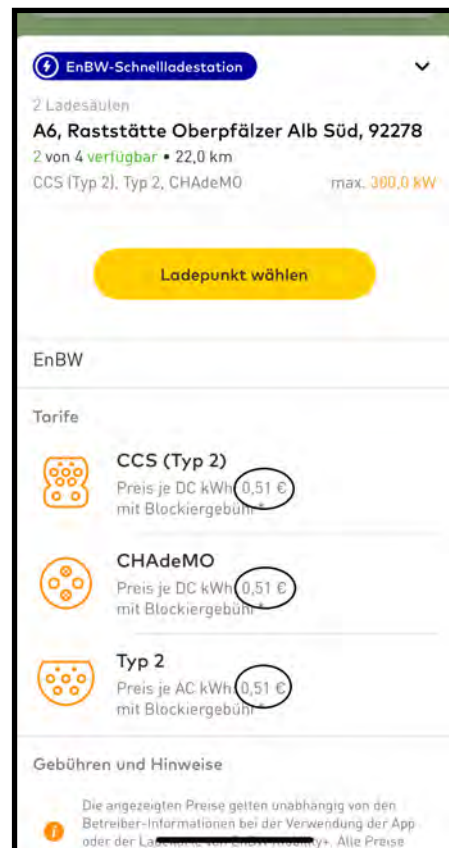 EnBW-Schnellladestation
2 Ladesäulen
A6, Raststätte Oberpfälzer Alb Süd, 92278
2 von 4 verfügbar • 22,0 km
CCS (Typ 2), Typ 2, CHAdeMO max. 300,0 kW
Ladepunkt wählen
EnBW
Tarife
CCS (Typ 2)
Preis je DC kWh 0,51 €
mit Blockiergebühr *
CHAdeMO
Preis je DC kWh 0,51 €
mit Blockiergebühr *
Typ 2
Preis je AC kWh 0,51 €
mit Blockiergebühr *
Gebühren und Hinweise
Die angezeigten Preise gelten unabhängig von den
Betreiber-Informationen bei der Verwendung der App
oder der Ladekarte von EnBW mobility+. Alle Preise